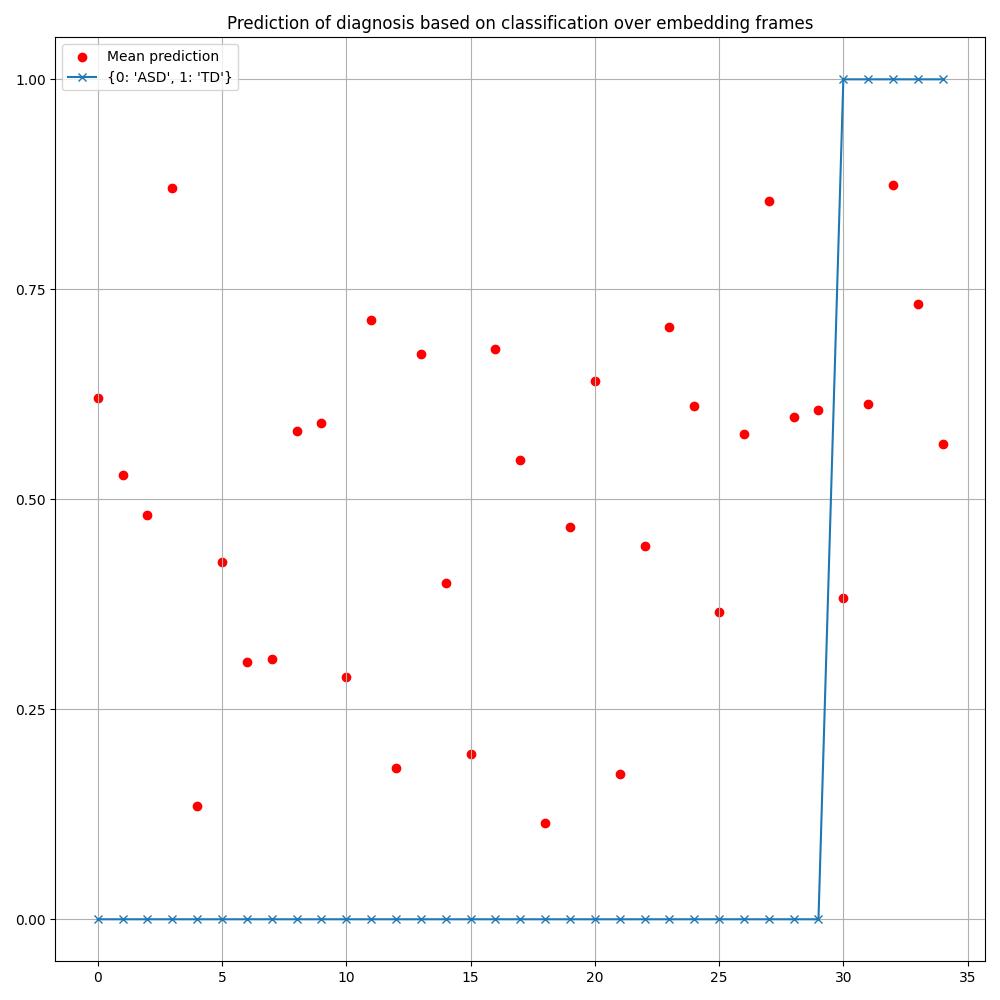 Prediction of diagnosis based on classification over embedding frames
Mean prediction
{0: 'ASD', 1: 'TD'}
1.00
0.75
0.50
0.25
0.00
0 5 10 15 20 25 30 35